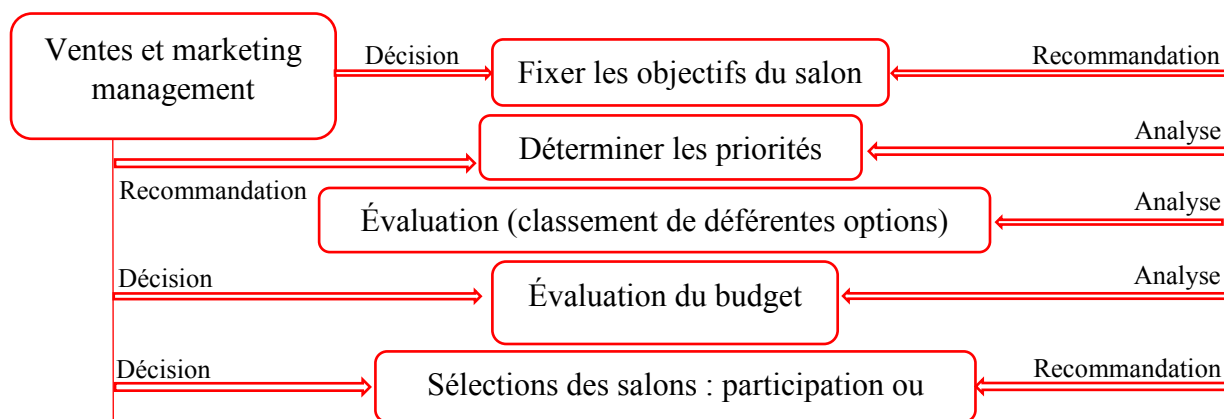 Ventes et marketing
management
Décision
Fixer les objectifs du salon
Recommandation
Déterminer les priorités
Analyse
Recommandation
Évaluation (classement de déférentes options)
Analyse
Décision
Évaluation du budget
Analyse
Décision
Sélections des salons : participation ou
Recommandation